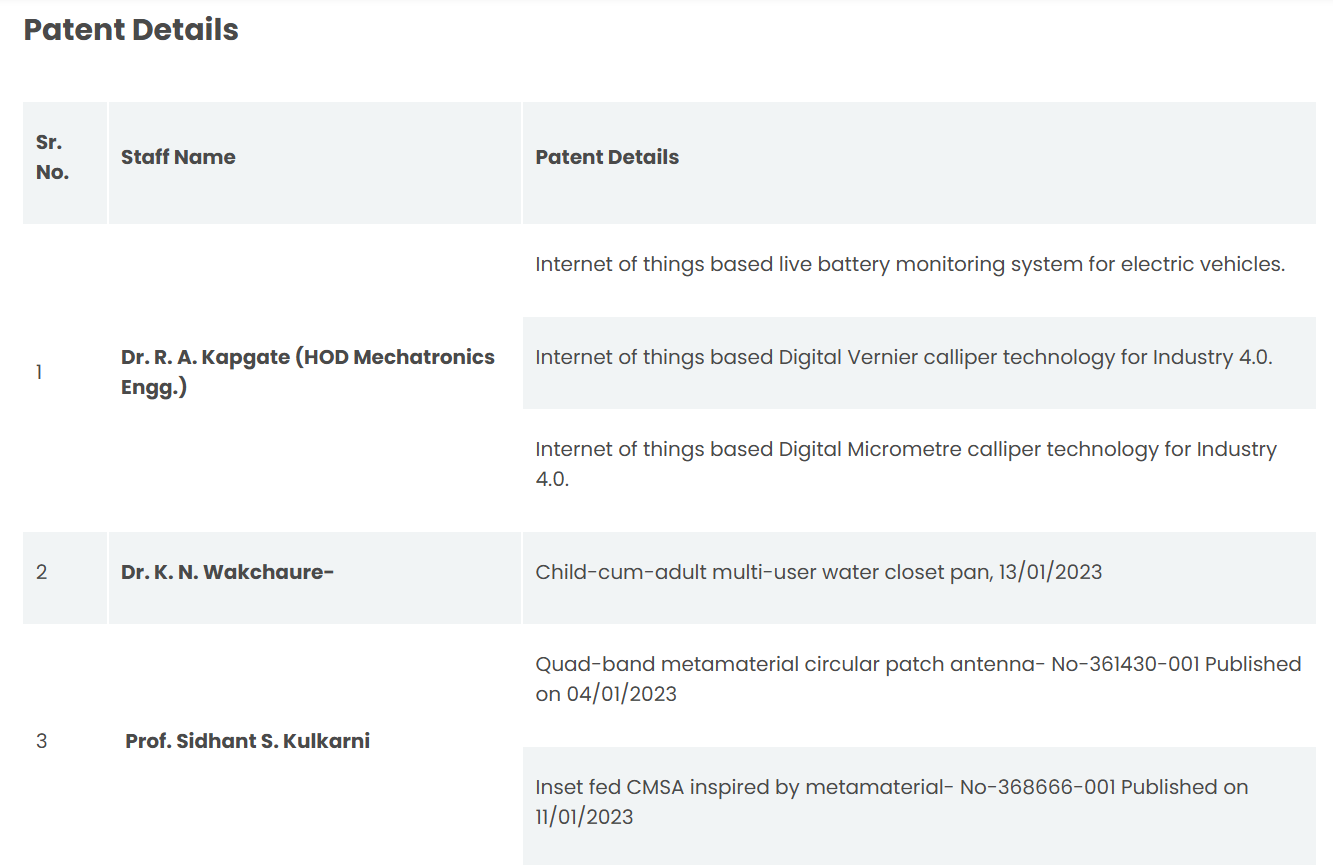 Patent Details
Sr.
No.
Staff Name
Patent Details
1
Dr. R. A. Kapgate (HOD Mechatronics
Engg.)
Internet of things based live battery monitoring system for electric vehicles.
Internet of things based Digital Vernier calliper technology for Industry 4.0.
Internet of things based Digital Micrometre calliper technology for Industry
4.0.
2
Dr. K. N. Wakchaure-
Child-cum-adult multi-user water closet pan, 13/01/2023
3
Prof. Sidhant S. Kulkarni
Quad-band metamaterial circular patch antenna- No-361430-001 Published
on 04/01/2023
Inset fed CMSA inspired by metamaterial- No-368666-001 Published on
11/01/2023